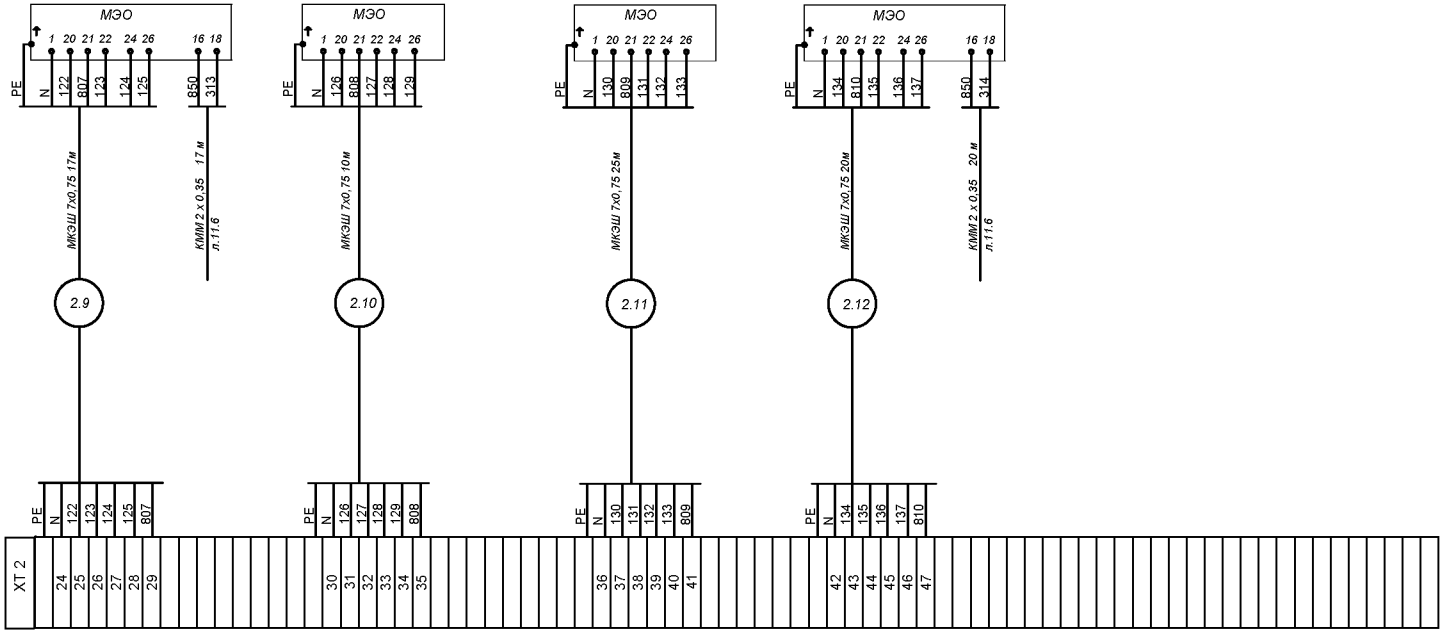 МЭО
МЭО
МЭО
МЭО
1 20 21 22 24 26 16 18
1 20 21 22 24 26
1 20 21 22 24 26
1 20 21 22 24 26 16 18
PE N 122 807 123 124 125 850 313
PE N 126 808 127 128 129
PE N 130 809 131 132 133
PE N 134 810 135 136 137 850 314
МКЭШ 7x0,75 17м
КММ 2 x 0,35 17 м
л.11.6
МКЭШ 7x0,75 10м
МКЭШ 7x0,75 25м
МКЭШ 7x0,75 20м
КММ 2 x 0,35 20 м
л.11.6
2.9
2.10
2.11
2.12
PE N 122 123 124 125 807
PE N 126 127 128 129 808
PE N 130 131 132 133 809
PE N 134 135 136 137 810
XT 2
24 25 26 27 28 29
30 31 32 33 34 35
36 37 38 39 40 41
42 43 44 45 46 47